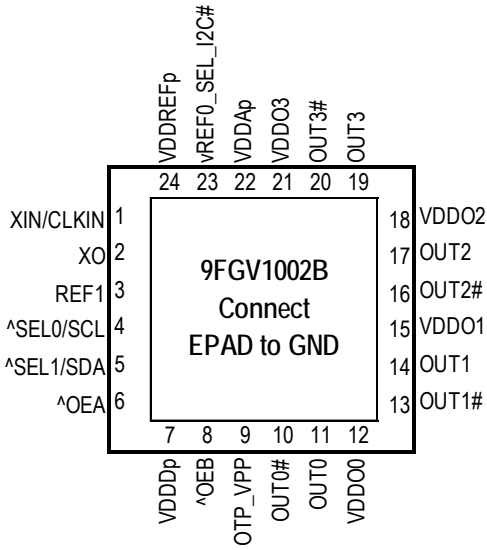 VDDREFp
vREF0_SEL_I2C#
VDDAp
VDDO3
OUT3#
OUT3
24 23 22 21 20 19
XIN/CLKIN 1
XO 2
REF1 3
^SEL0/SCL 4
^SEL1/SDA 5
^OEA 6
9FGV1002B
Connect
EPAD to GND
18 VDDO2
17 OUT2
16 OUT2#
15 VDDO1
14 OUT1
13 OUT1#
7 8 9 10 11 12
VDDDp
^OEB
OTP_VPP
OUT0#
OUT0
VDDO0